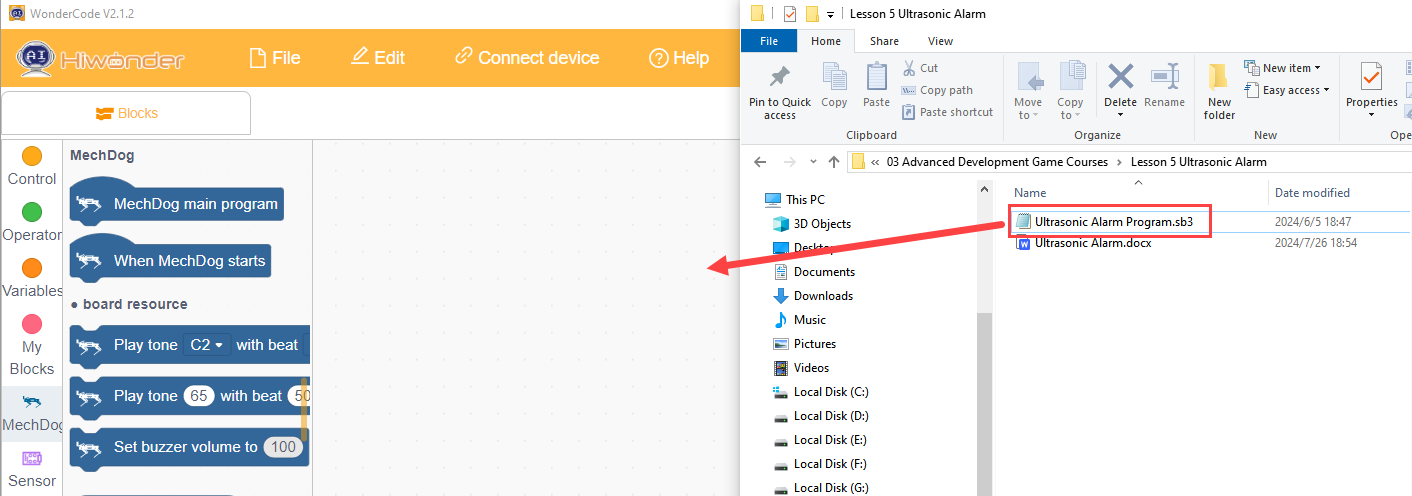 WonderCode V2.1.2
AI
Hiwonder
File
Edit
Connect device
Help
Blocks
Control
Operator
Variables
My
Blocks
MechDog
Sensor
MechDog
MechDog main program
When MechDog starts
● board resource
Play tone C2 with beat
Play tone 65 with beat 50
Set buzzer volume to 100
Lesson 5 Ultrasonic Alarm
File
Home
Share
View
Pin to Quick
access
Copy
Paste
Cut
Copy path
Paste shortcut
Clipboard
Move
to
Copy
to
Delete
Rename
Organize
New
folder
New item
Easy access
New
Properties
Ope
« 03 Advanced Development Game Courses › Lesson 5 Ultrasonic Alarm
This PC
3D Objects
Desktop
Documents
Downloads
Music
Pictures
Videos
Local Disk (C:)
Local Disk (D:)
Local Disk (E:)
Local Disk (F:)
Local Disk (G:)
Name
Date modified
Ultrasonic Alarm Program.sb3
2024/6/5 18:47
Ultrasonic Alarm.docx
2024/7/26 18:54